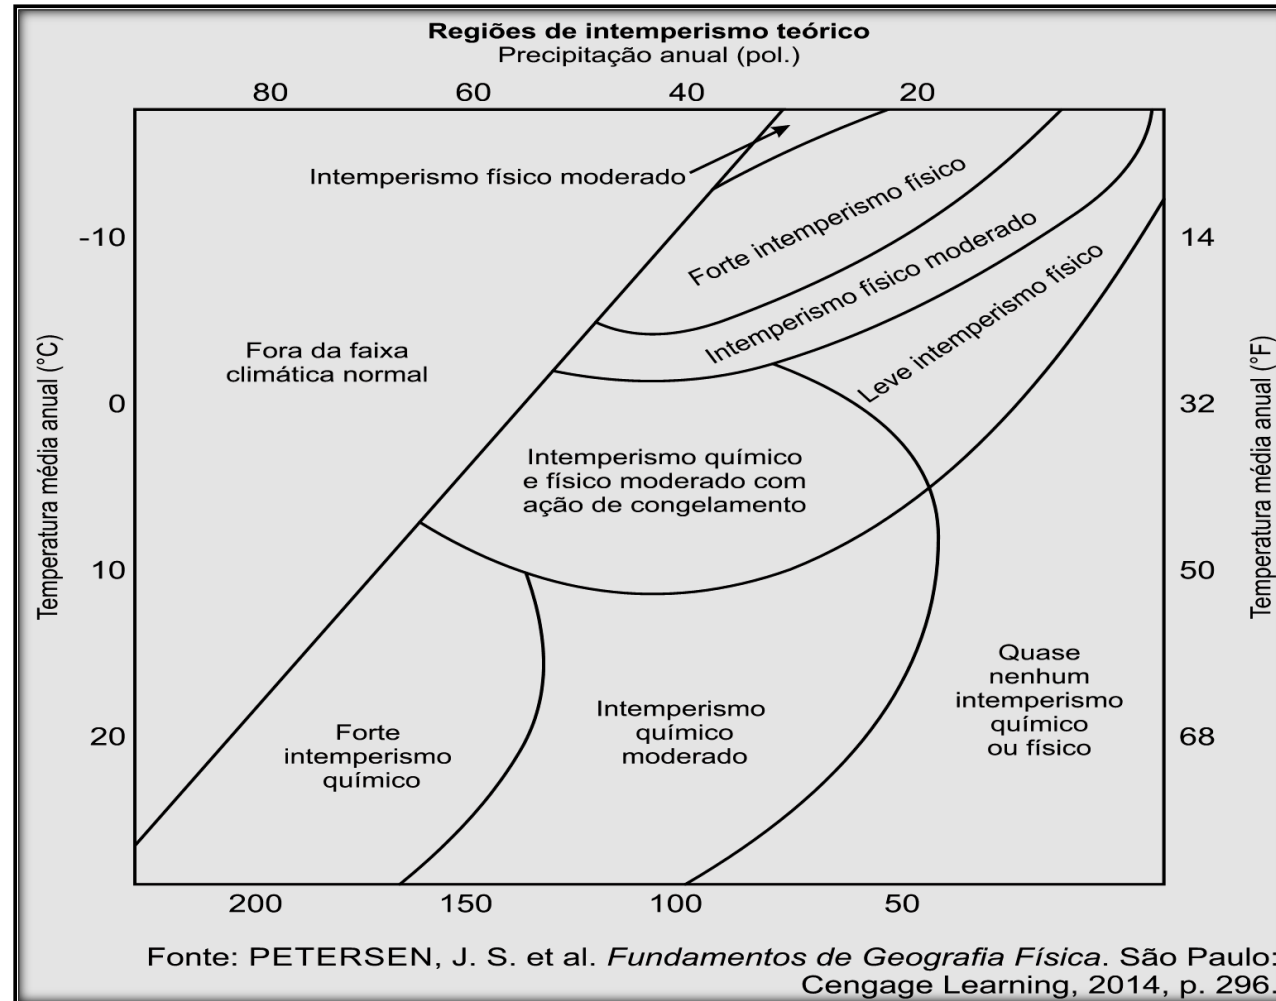 Regiões de intemperismo teórico
Precipitação anual (pol.)
80 60 40 20
Intemperismo físico moderado
Forte intemperismo físico
-10
14
Intemperismo físico moderado
Leve intemperismo físico
Fora da faixa
climática normal
Temperatura média anual (°C)
Temperatura média anual (°F)
0
32
Intemperismo químico
e físico moderado com
ação de congelamento
10
50
Quase
nenhum
intemperismo
químico
ou físico
Intemperismo
químico
moderado
Forte
intemperismo
químico
20
68
200 150 100 50
Fonte: PETERSEN, J. S. et al. Fundamentos de Geografia Física. São Paulo:
Cengage Learning, 2014, p. 296.